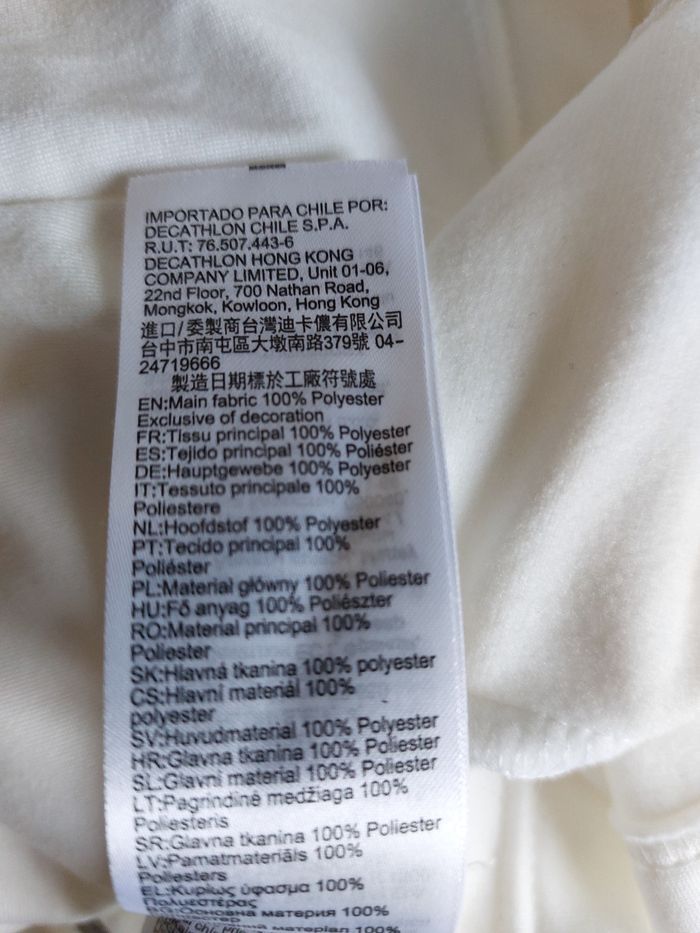 IMPORTADO PARA CHILE POR:
DECATHLON CHILE S.P.A.
R.U.T: 76.507.443-6
DECATHLON HONG KONG
COMPANY LIMITED, Unit 01-06,
22nd Floor, 700 Nathan Road,
Mongkok, Kowloon, Hong Kong
進口/委製商台灣迪卡儂有限公司
台中市南屯區大墩南路379號 04-
24719666
製造日期標於工廠符號處
EN:Main fabric 100% Polyester
Exclusive of decoration
FR:Tissu principal 100% Polyester
ES:Tejido principal 100% Poliéster
DE:Hauptgewebe 100% Polyester
IT:Tessuto principale 100%
Poliestere
NL:Hoofdstof 100% Polyester
PT:Tecido principal 100%
Poliéster
PL:Materiał główny 100% Poliester
HU:Fő anyag 100% Poliészter
RO:Material principal 100%
Poliester
SK:Hlavná tkanina 100% polyester
CS:Hlavní materiál 100%
polyester
SV:Huvudmaterial 100% Polyester
HR:Glavna tkanina 100% Poliester
SL:Glavni material 100% Poliester
LT:Pagrindinė medžiaga 100%
Poliesteris
SR:Glavna tkanina 100% Poliester
LV:Pamatmateriāls 100%
Poliesters
EL:Κυρίως ύφασμα 100%
Πολυεστέρας
BG:Основна материя 100%